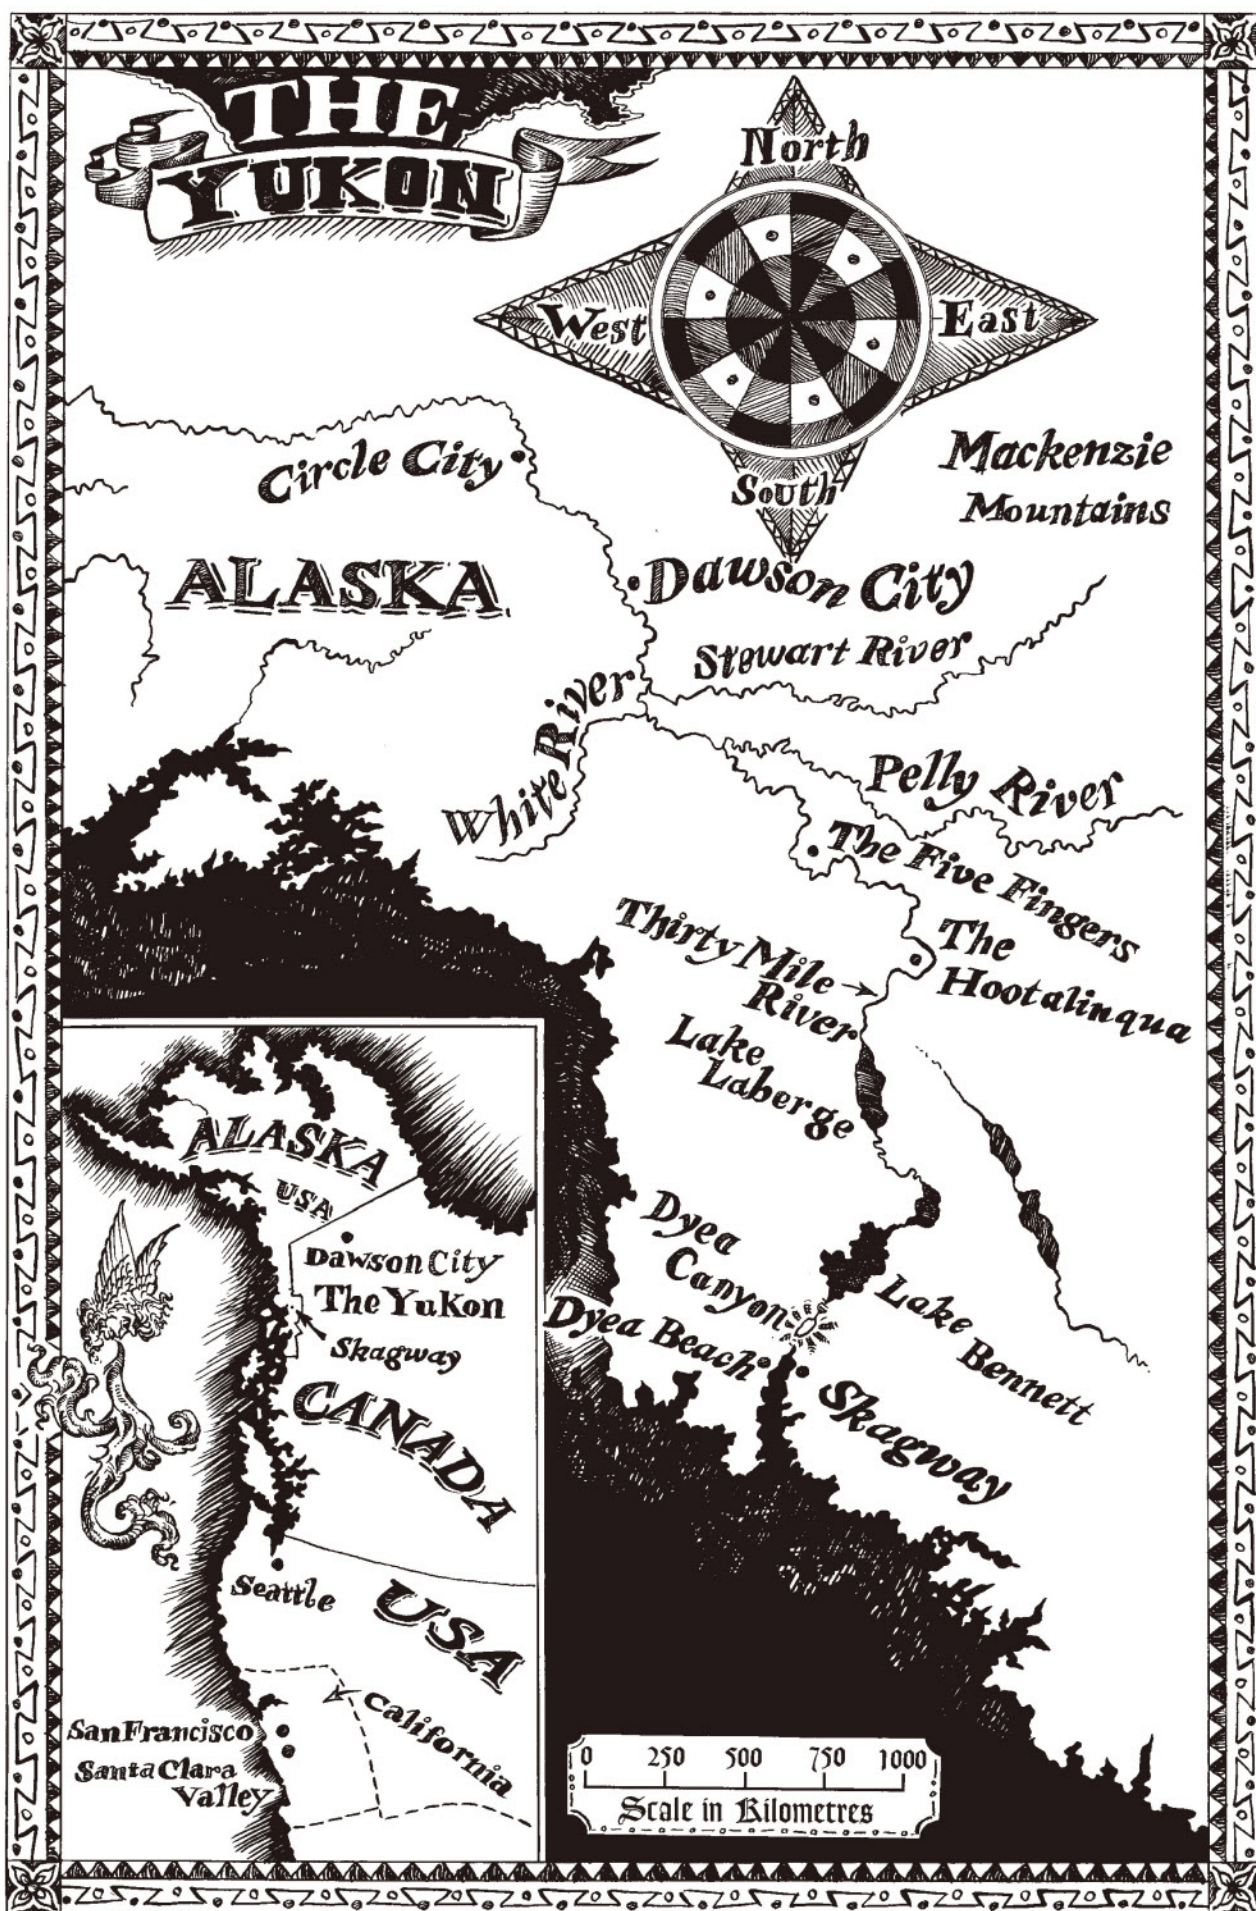 THE
YUKON
North
West
East
South
Circle City
Mackenzie
Mountains
ALASKA
Dawson City
Stewart River
White River
Pelly River
The Five Fingers
The
Hootalinqua
Thirty Mile
River
Lake
Laberge
Dyea
Canyon
Dyea Beach
Lake
Bennett
Skagway
ALASKA
USA
Dawson City
The Yukon
Skagway
CANADA
Seattle
USA
California
San Francisco
Santa Clara
Valley
0 250 500 750 1000
Scale in Kilometres